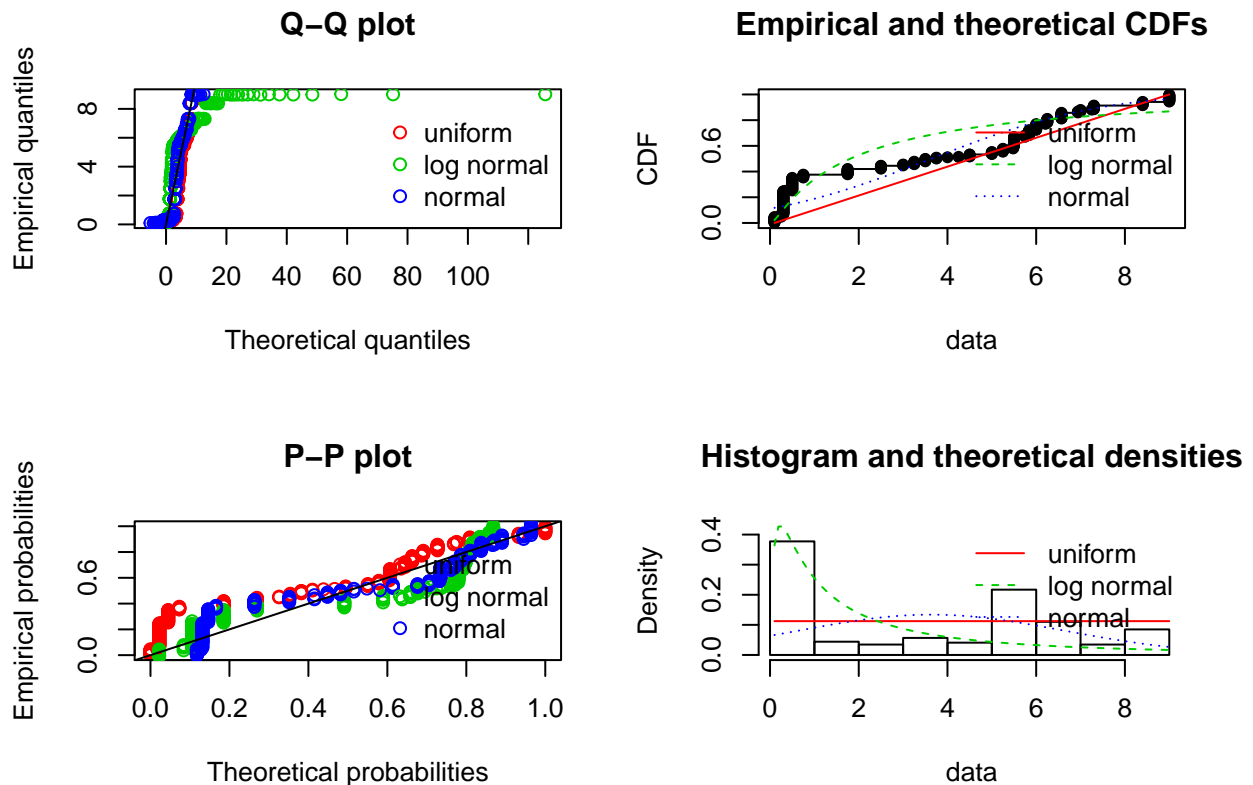 Q−Q plot
Empirical quantiles
0 4 8
uniform
log normal
normal
0 20 40 60 80 100
Theoretical quantiles
Empirical and theoretical CDFs
CDF
0.0 0.6
uniform
log normal
normal
0 2 4 6 8
data
P−P plot
Empirical probabilities
0.0 0.6
uniform
log normal
normal
0.0 0.2 0.4 0.6 0.8 1.0
Theoretical probabilities
Histogram and theoretical densities
Density
0.0 0.2 0.4
uniform
log normal
normal
0 2 4 6 8
data